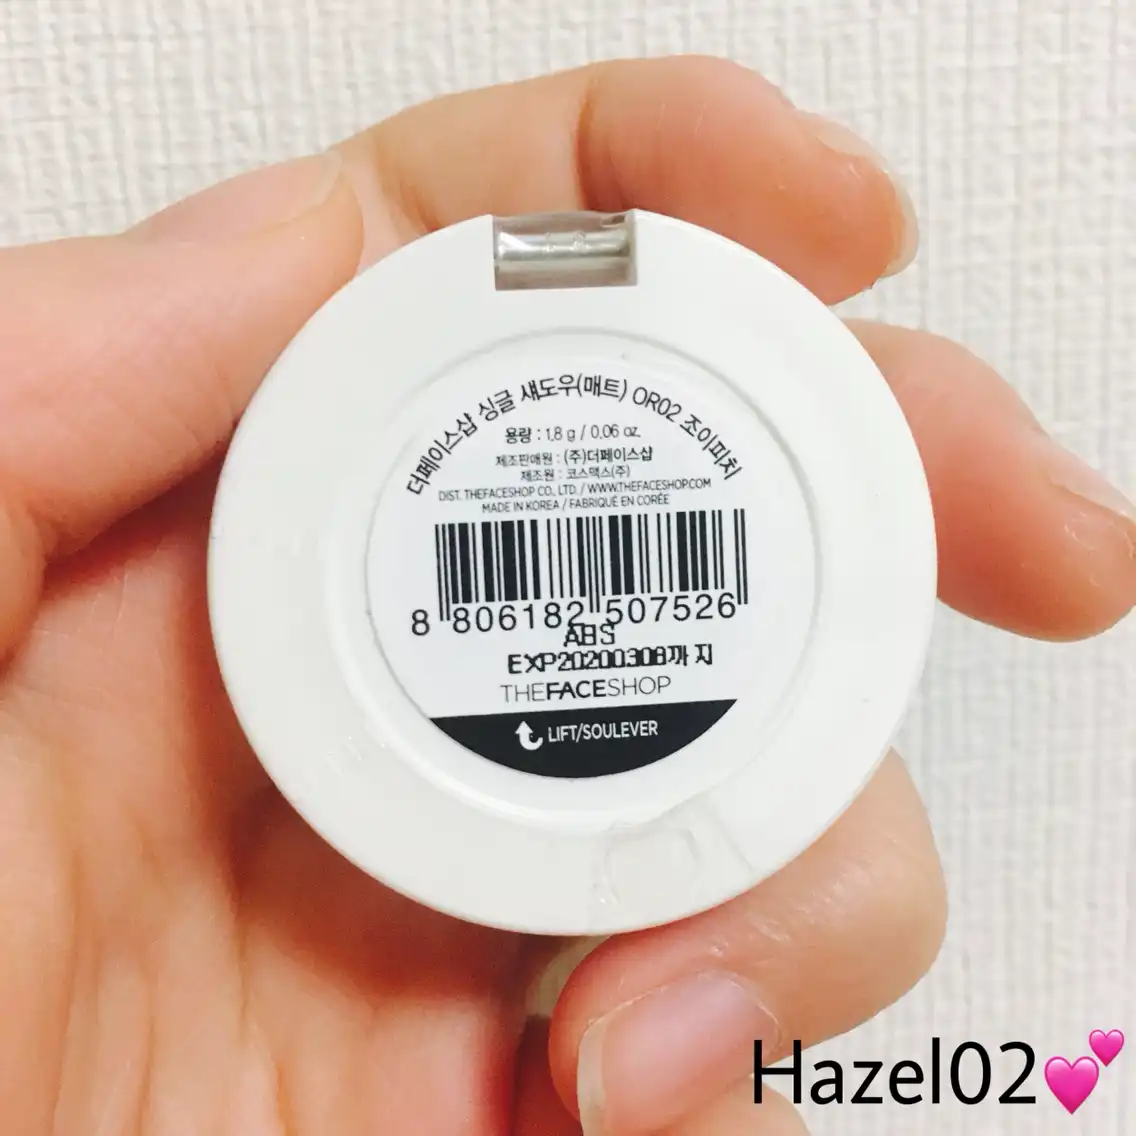 더페이스샵 싱글 섀도우(매트) OR02 조이피치
용량 : 1.8 g / 0.06 oz.
제조판매원 : (주)더페이스샵
제조원 : 코스맥스(주)
DIST. THEFACESHOP CO., LTD. / WWW.THEFACESHOP.COM
MADE IN KOREA / FABRIQUÉ EN CORÉE
8 806182 507526
ABS
EXP20200308까지
THEFACESHOP
LIFT/SOULEVER
Hazel02💕